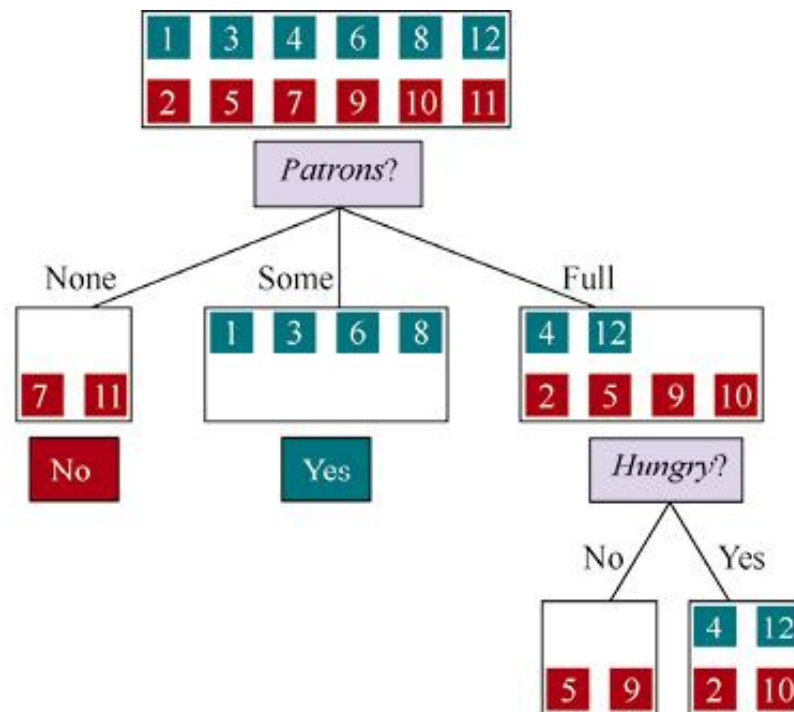 1 3 4 6 8 12
2 5 7 9 10 11
Patrons?
None Some Full
1 3 6 8 4 12
7 11 2 5 9 10
No Yes Hungry?
No Yes
4 12
5 9 2 10